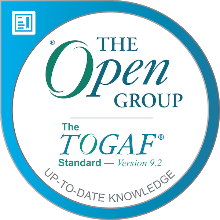 THE
® Open
GROUP
The
TOGAF®
Standard — Version 9.2
UP-TO-DATE KNOWLEDGE